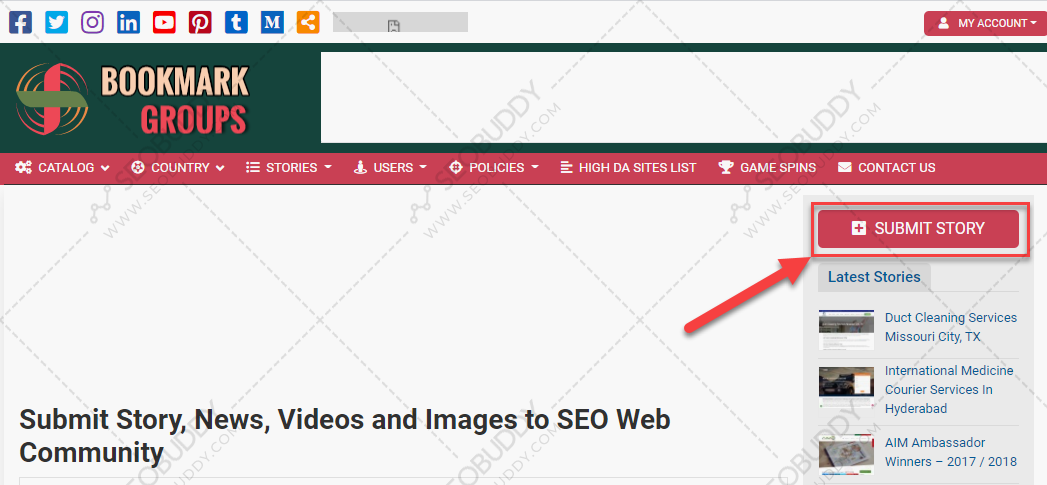 MY ACCOUNT
BOOKMARK
GROUPS
CATALOG COUNTRY STORIES USERS POLICIES HIGH DA SITES LIST GAME SPINS CONTACT US
SUBMIT STORY
Latest Stories
Duct Cleaning Services
Missouri City, TX
International Medicine
Courier Services In
Hyderabad
AIM Ambassador
Winners – 2017 / 2018
Submit Story, News, Videos and Images to SEO Web
Community
SEOBUDDY
WWW.SEOBUDDY.COM